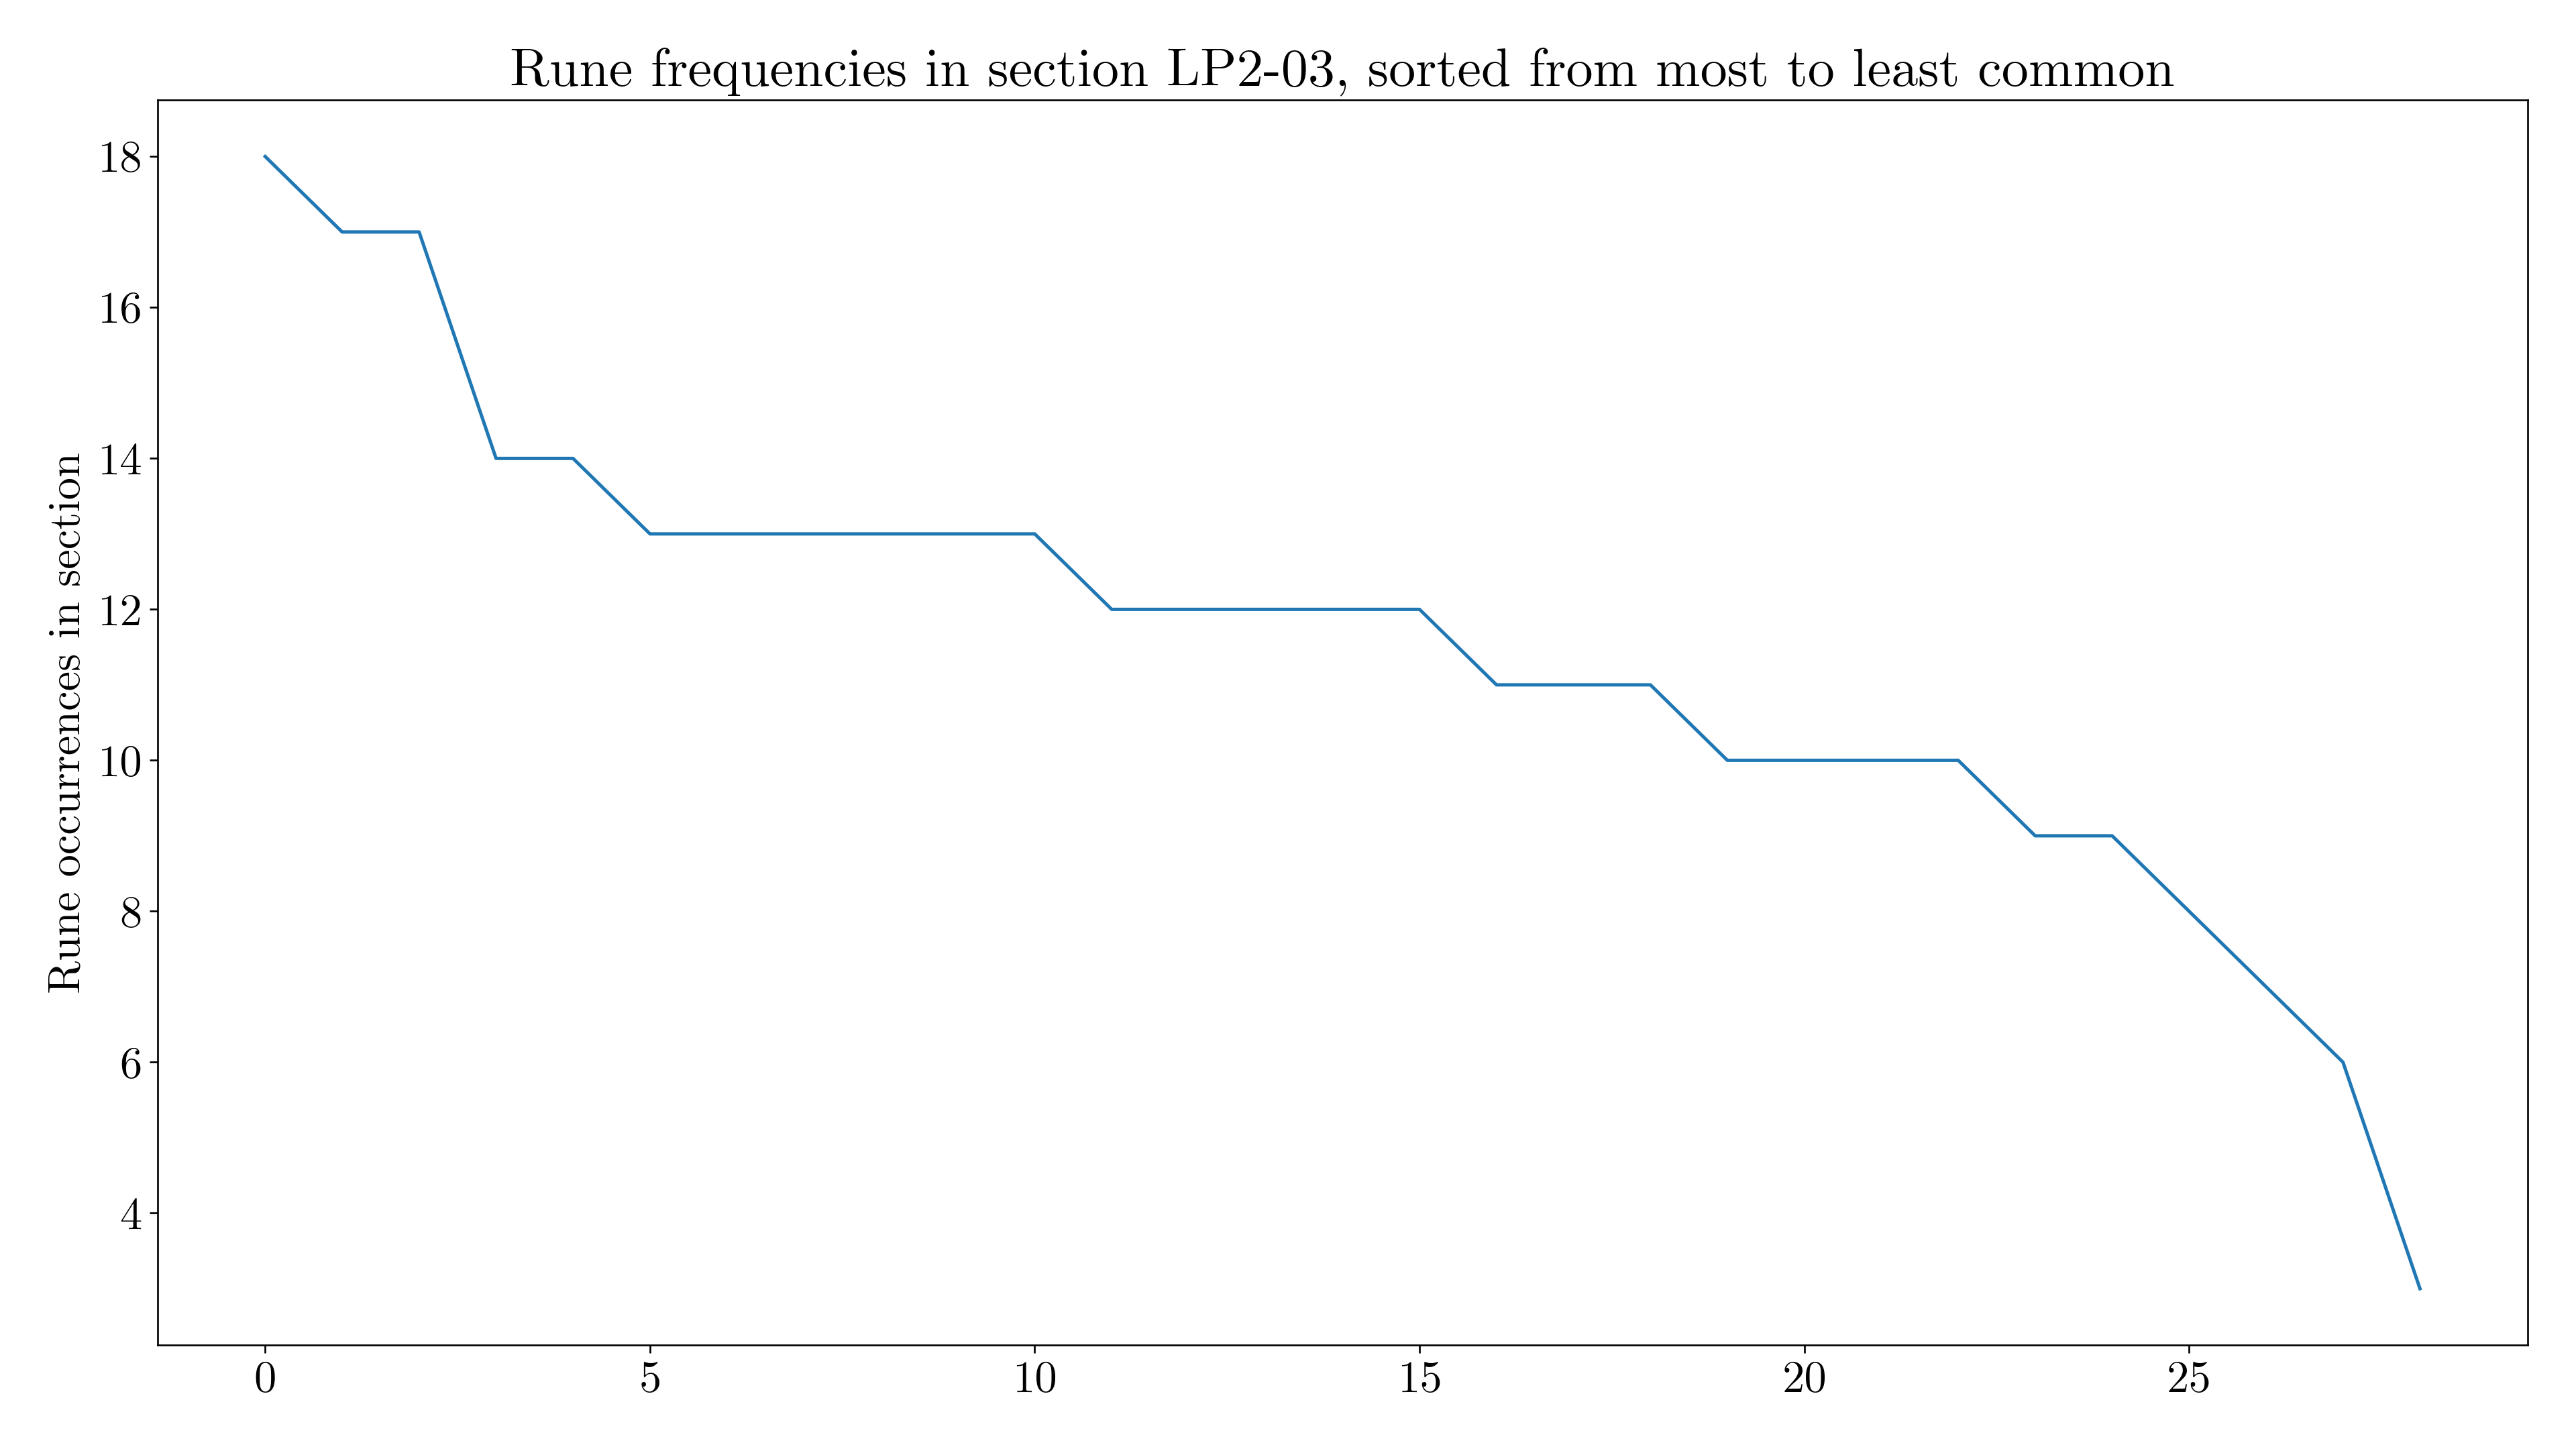 Rune frequencies in section LP2-03, sorted from most to least common
Rune occurrences in section
18
16
14
12
10
8
6
4
0 5 10 15 20 25